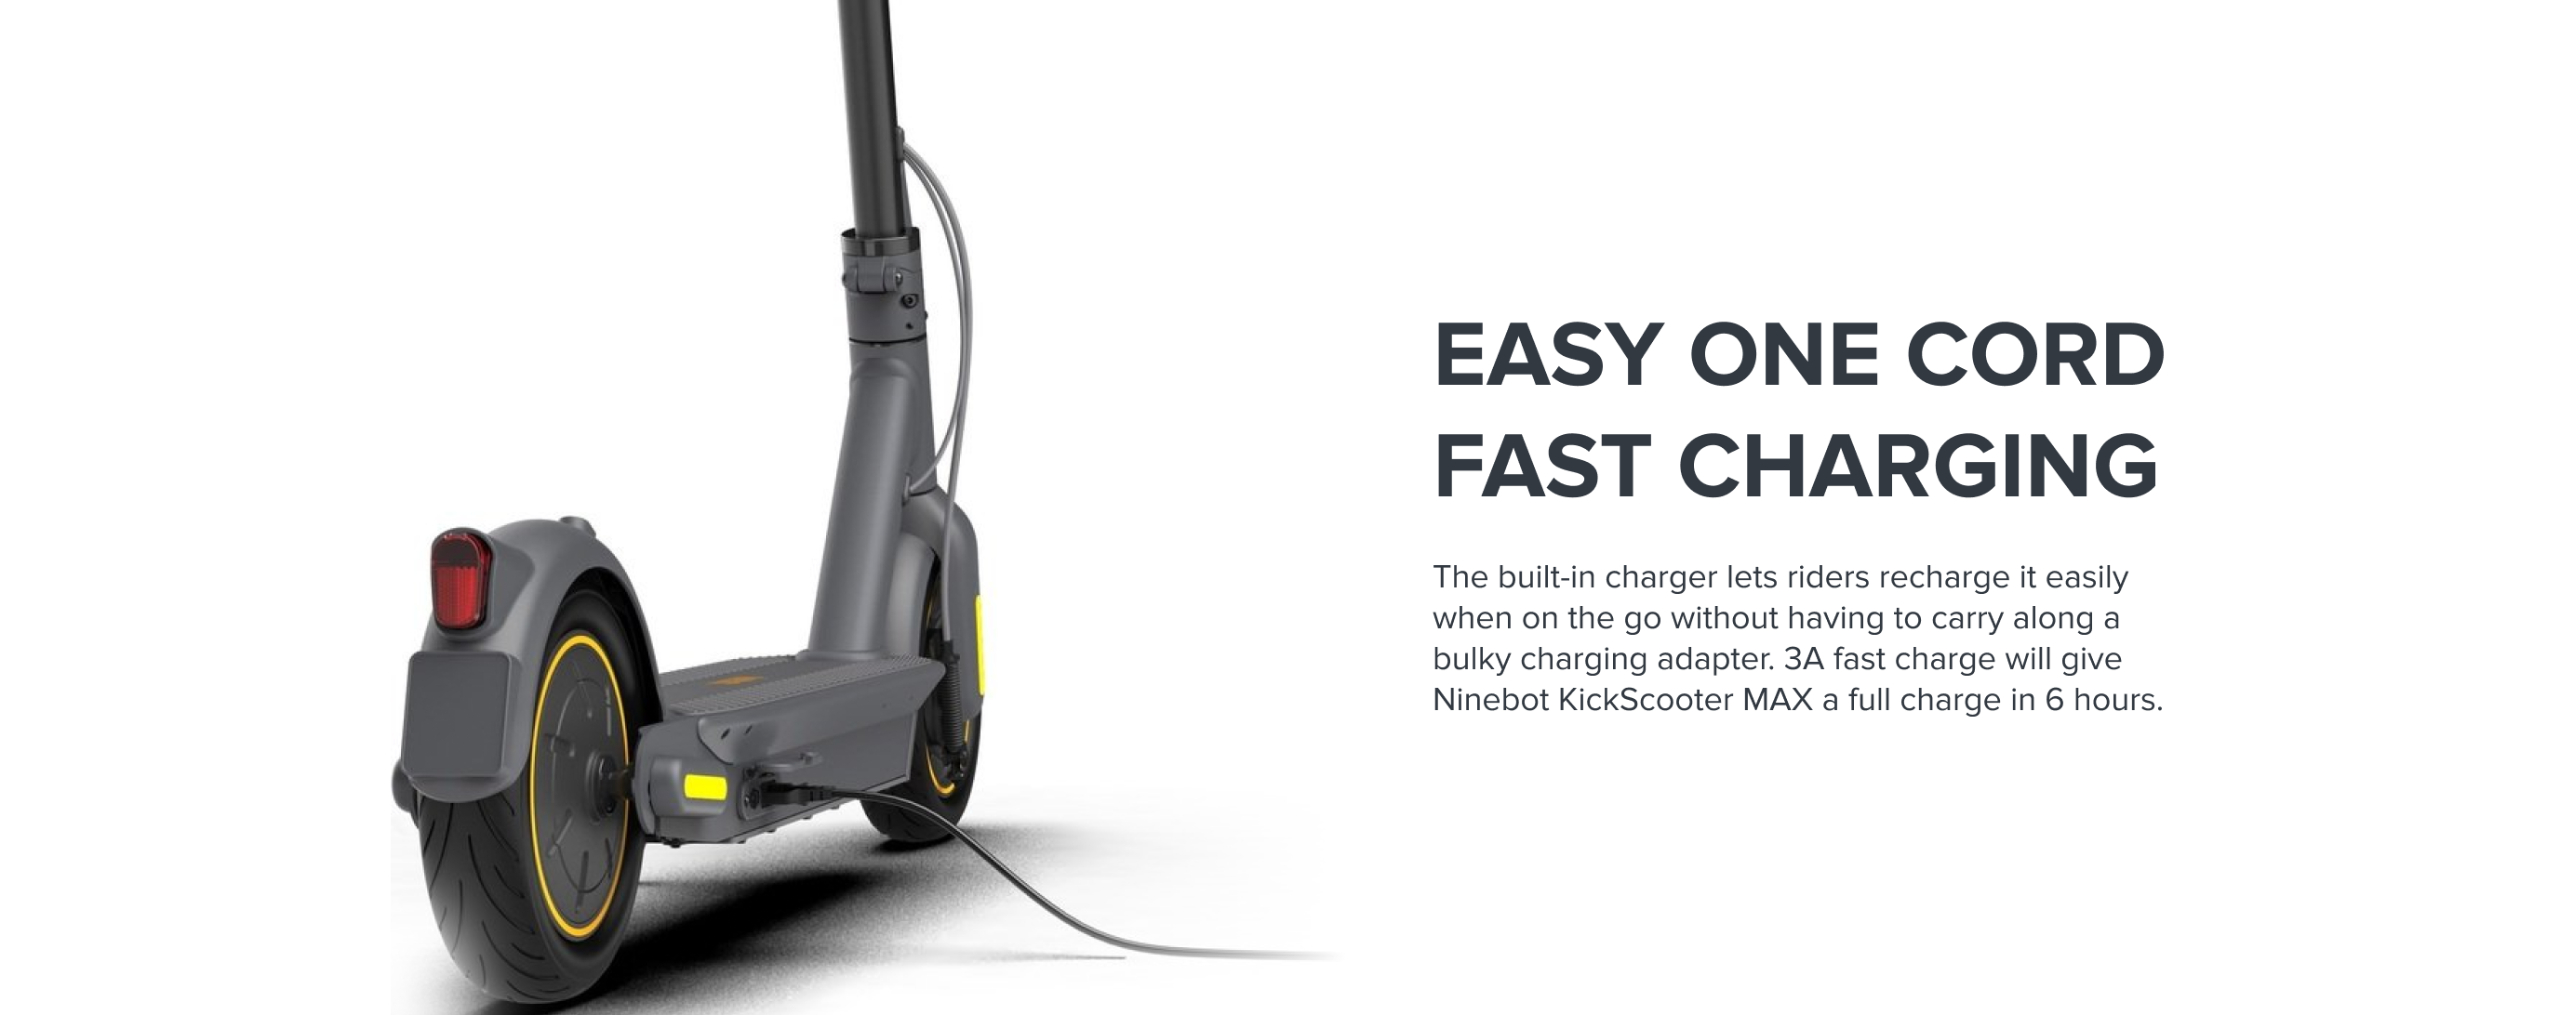 EASY ONE CORD
FAST CHARGING
The built-in charger lets riders recharge it easily
when on the go without having to carry along a
bulky charging adapter. 3A fast charge will give
Ninebot KickScooter MAX a full charge in 6 hours.